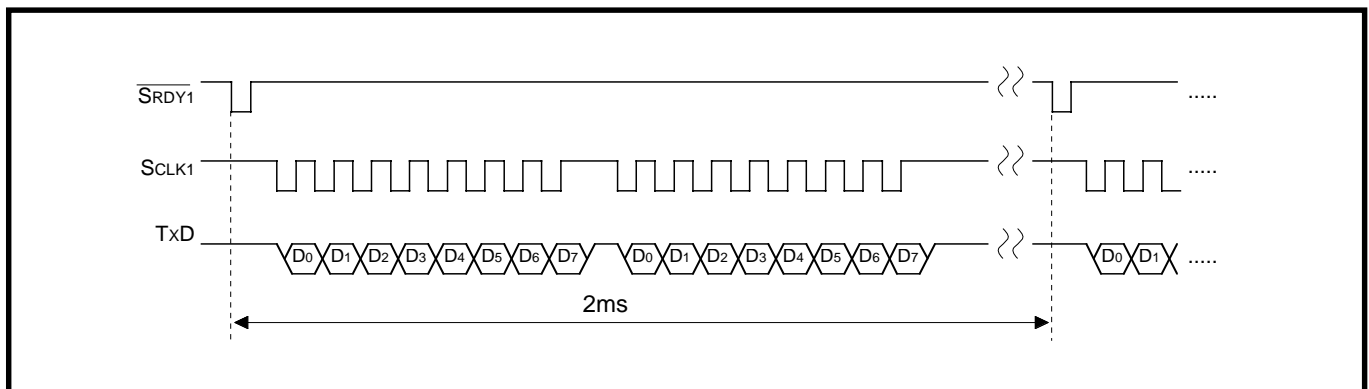 SRDY1 .....
SCLK1 .....
TxD D0 D1 D2 D3 D4 D5 D6 D7 D0 D1 D2 D3 D4 D5 D6 D7 D0 D1 .....
2ms